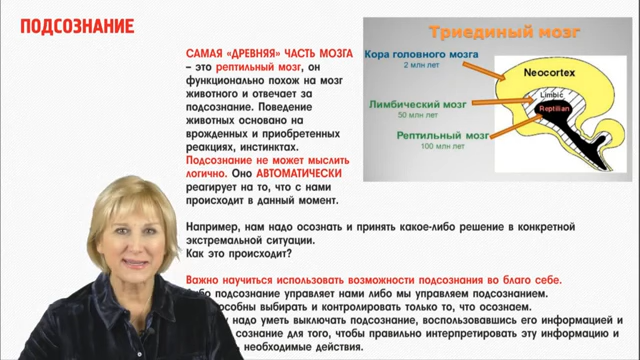 ПОДСОЗНАНИЕ
САМАЯ «ДРЕВНЯЯ» ЧАСТЬ МОЗГА
– это рептильный мозг, он
функционально похож на мозг
животного и отвечает за
подсознание. Поведение
животных основано на
врожденных и приобретенных
реакциях, инстинктах.
Подсознание не может мыслить
логично. Оно АВТОМАТИЧЕСКИ
реагирует на то, что с нами
происходит в данный момент.
Триединый мозг
Кора головного мозга
2 млн лет
Neocortex
Limbic
Лимбический мозг
50 млн лет
Reptilian
Рептильный мозг
100 млн лет
Например, нам надо осознать и принять какое-либо решение в конкретной
экстремальной ситуации.
Как это происходит?
Важно научиться использовать возможности подсознания во благо себе.
подсознание управляет нами либо мы управляем подсознанием.
выбирать и контролировать только то, что осознаем.
надо уметь выключать подсознание, воспользовавшись его информацией и
для того, чтобы правильно интерпретировать эту информацию и
необходимые действия.